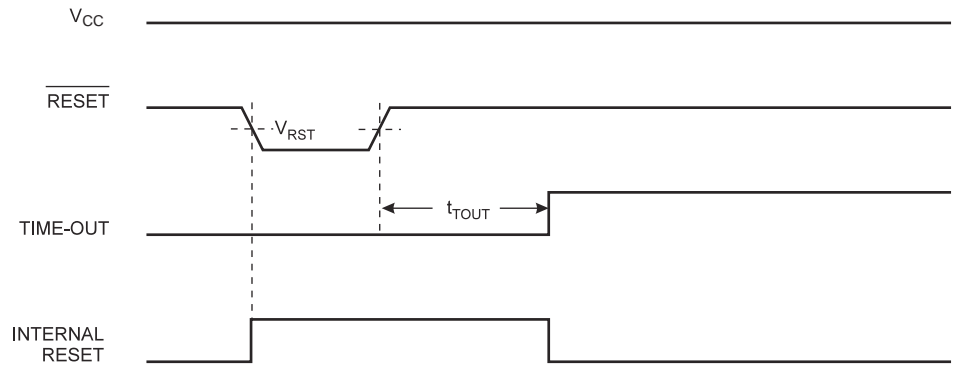 VCC
RESET
VRST
tTOUT
TIME-OUT
INTERNAL
RESET